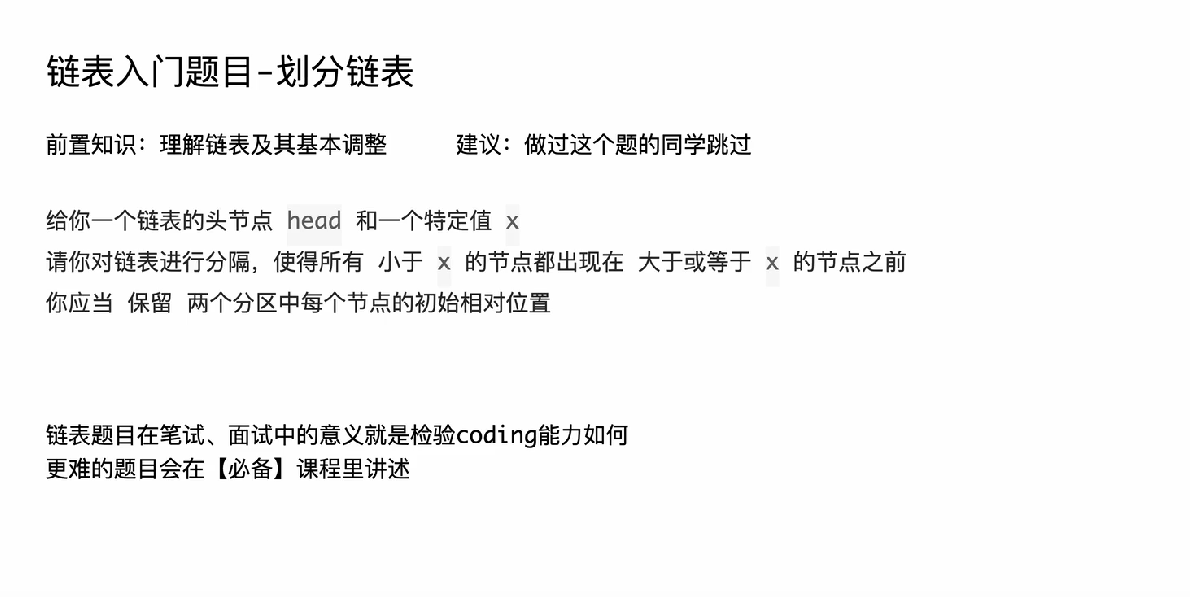 链表入门题目-划分链表
前置知识：理解链表及其基本调整　　　建议：做过这个题的同学跳过
给你一个链表的头节点 head 和一个特定值 x
请你对链表进行分隔，使得所有 小于 x 的节点都出现在 大于或等于 x 的节点之前
你应当 保留 两个分区中每个节点的初始相对位置
链表题目在笔试、面试中的意义就是检验coding能力如何
更难的题目会在【必备】课程里讲述